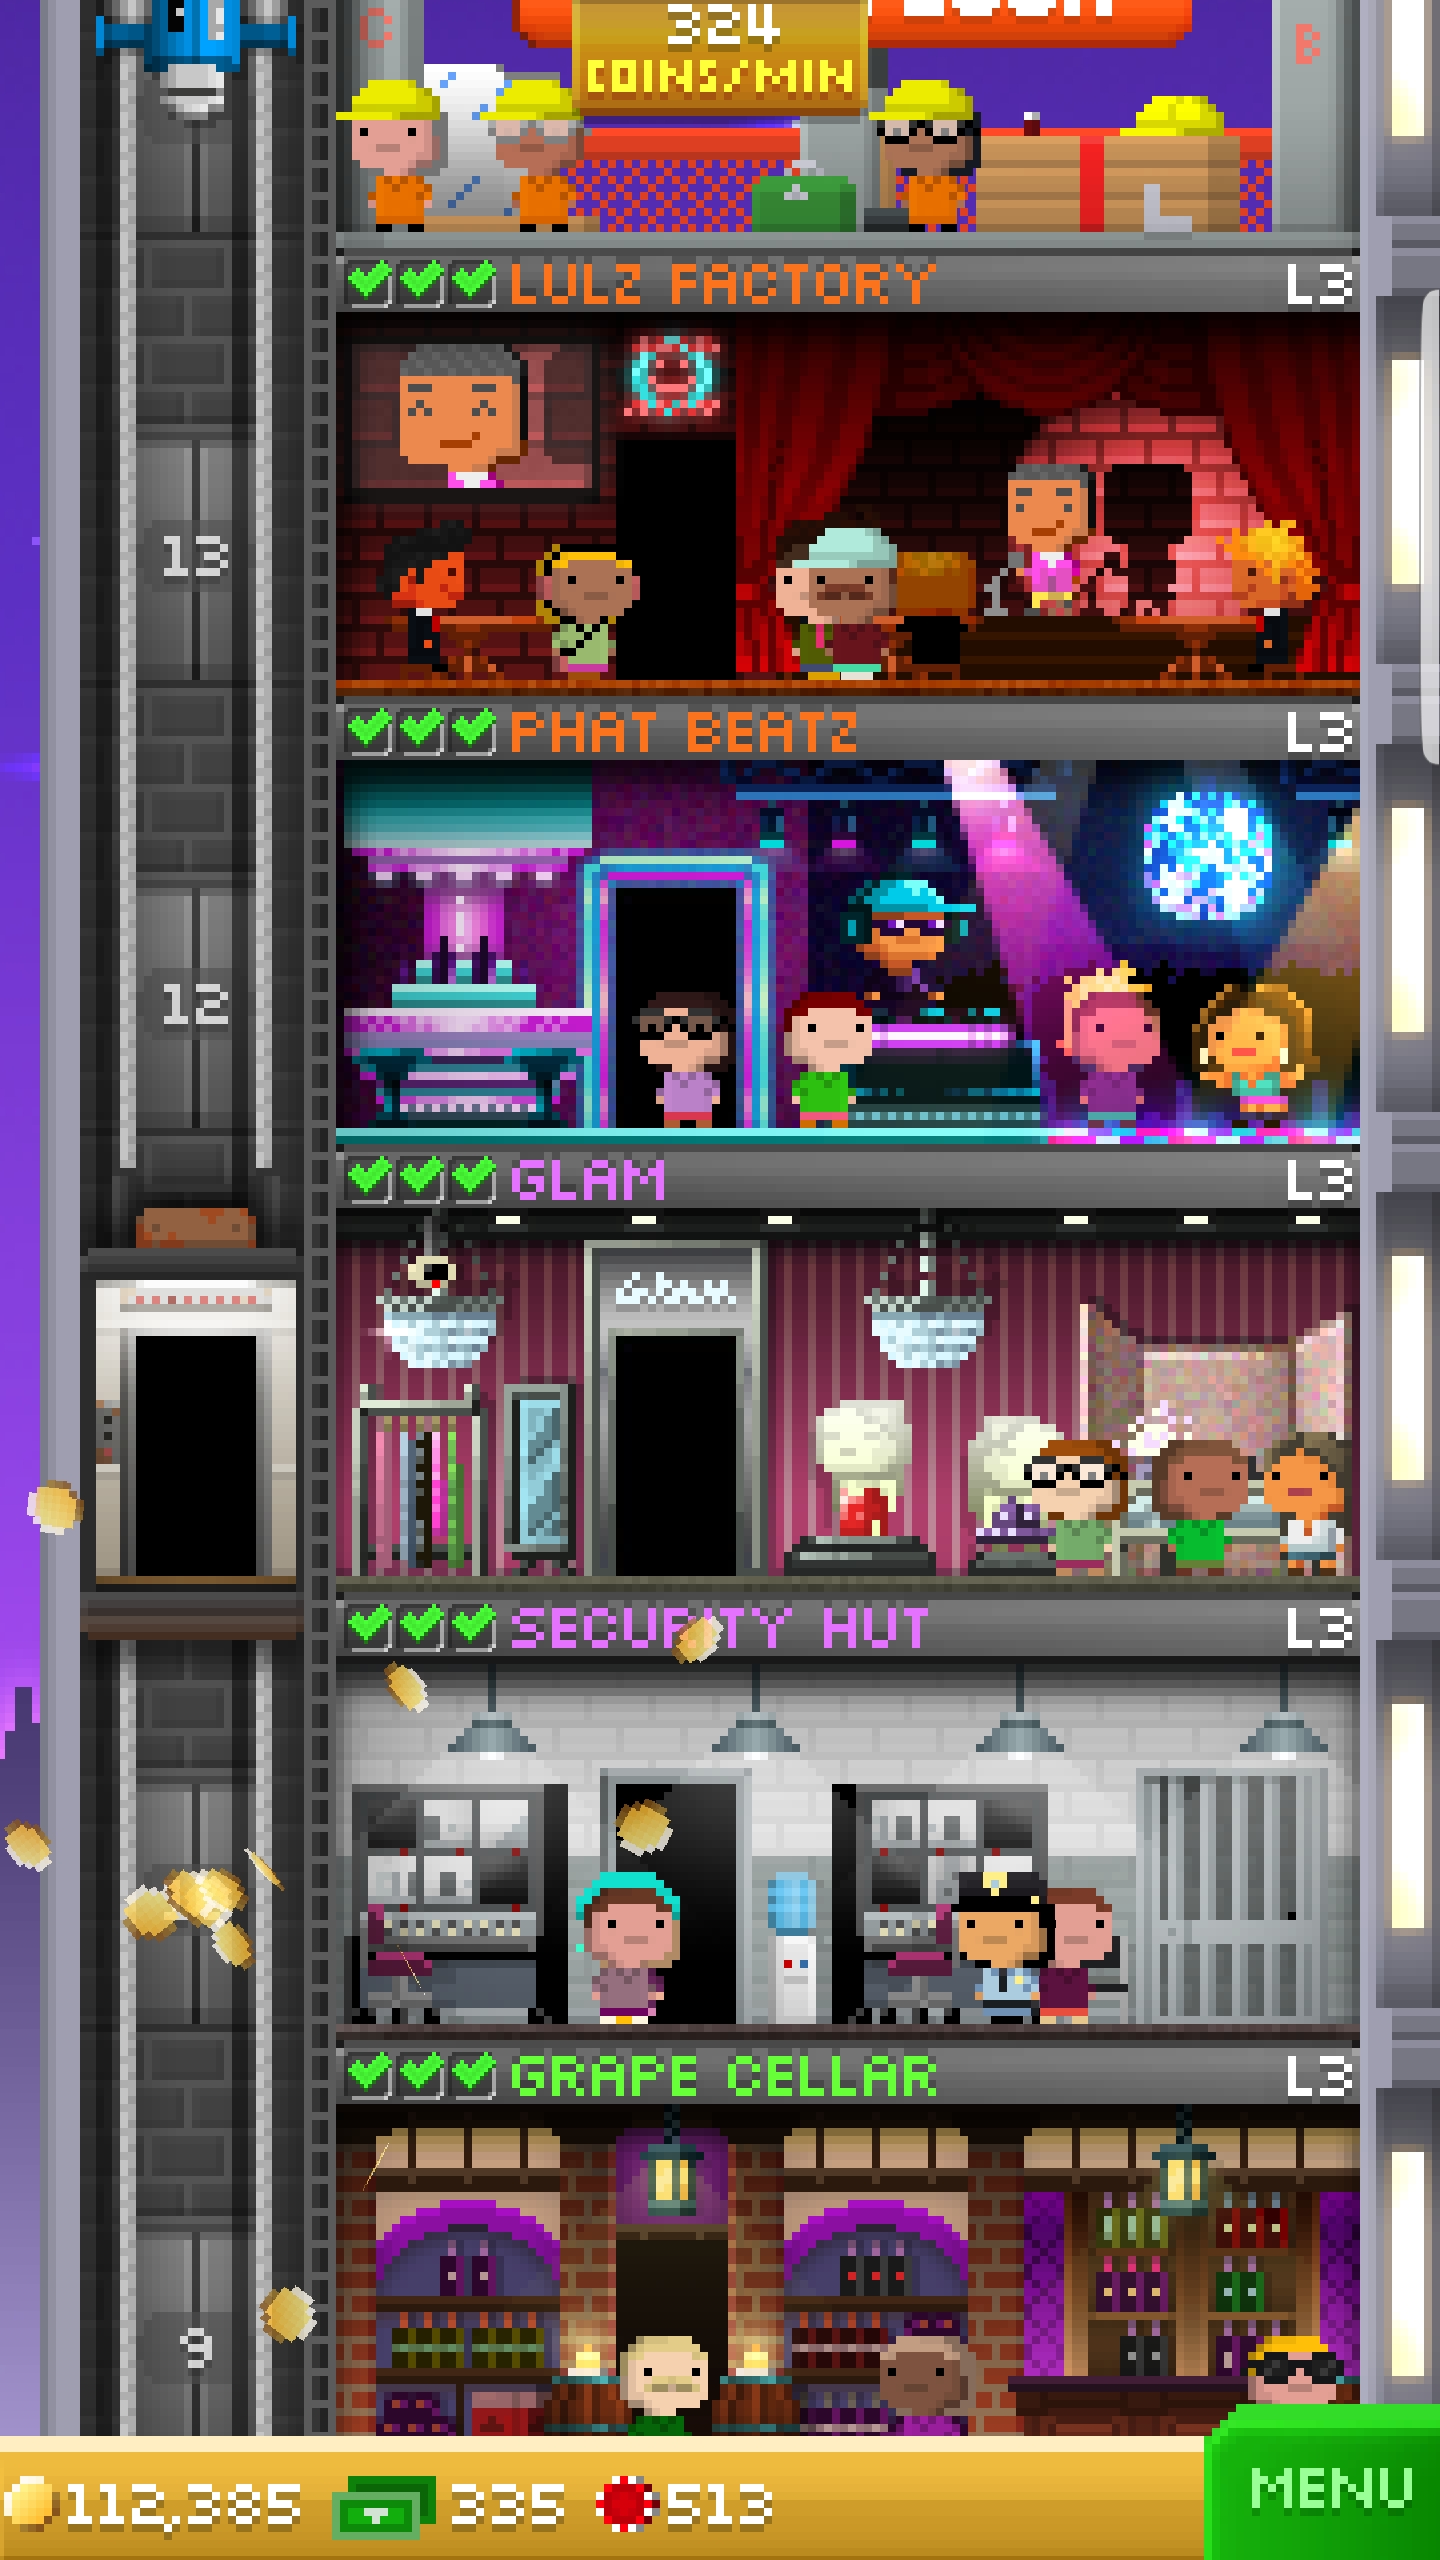 C
324
COINS/MIN
B
LULZ FACTORY
L3
13
PHAT BEATZ
L3
12
GLAM
L3
Glam
SECURITY HUT
L3
GRAPE CELLAR
L3
9
112,385
335
513
MENU